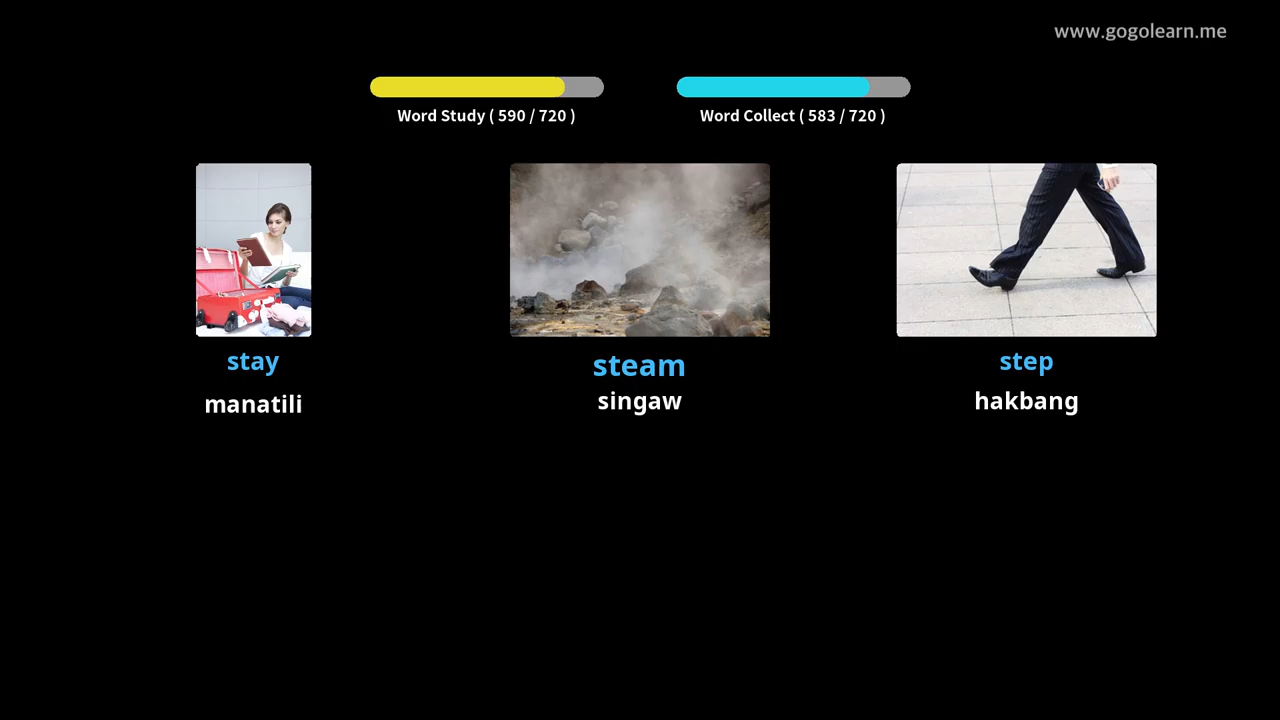 www.gogolearn.me
Word Study ( 590 / 720 )
Word Collect ( 583 / 720 )
stay
manatili
steam
singaw
step
hakbang